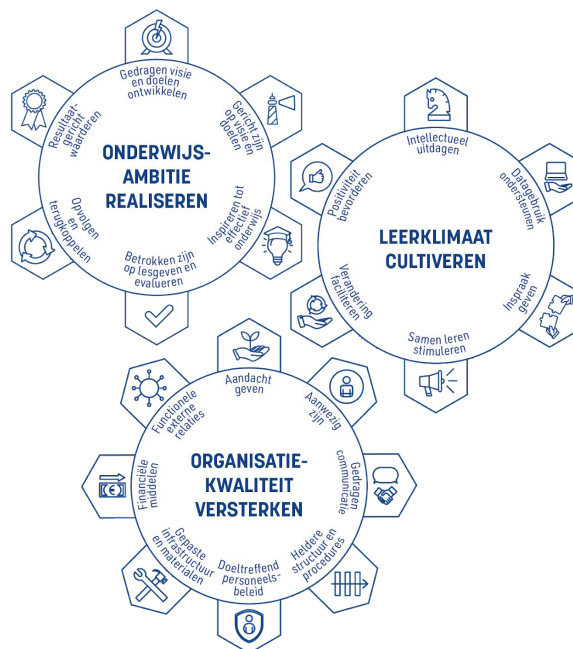 Gedragen visie
en doelen
ontwikkelen
Gericht zijn
op visie en
doelen
Inspireren tot
effectief
onderwijs
Betrokken zijn
op lesgeven en
evalueren
Opvolgen
en
terugkoppelen
Resultaat-
gericht
waarderen
ONDERWIJS-
AMBITIE
REALISEREN
Intellectueel
uitdagen
Datagebruik
ondersteunen
Inspraak
geven
Samen leren
stimuleren
Verandering
faciliteren
Positiviteit
bevorderen
LEERKLIMAAT
CULTIVEREN
Aandacht
geven
Aanwezig
zijn
Gedragen
communicatie
Heldere
structuur en
procedures
Doeltreffend
personeels-
beleid
Gepaste
infrastructuur
en materialen
Financiële
middelen
Functionele
externe
relaties
ORGANISATIE-
KWALITEIT
VERSTERKEN